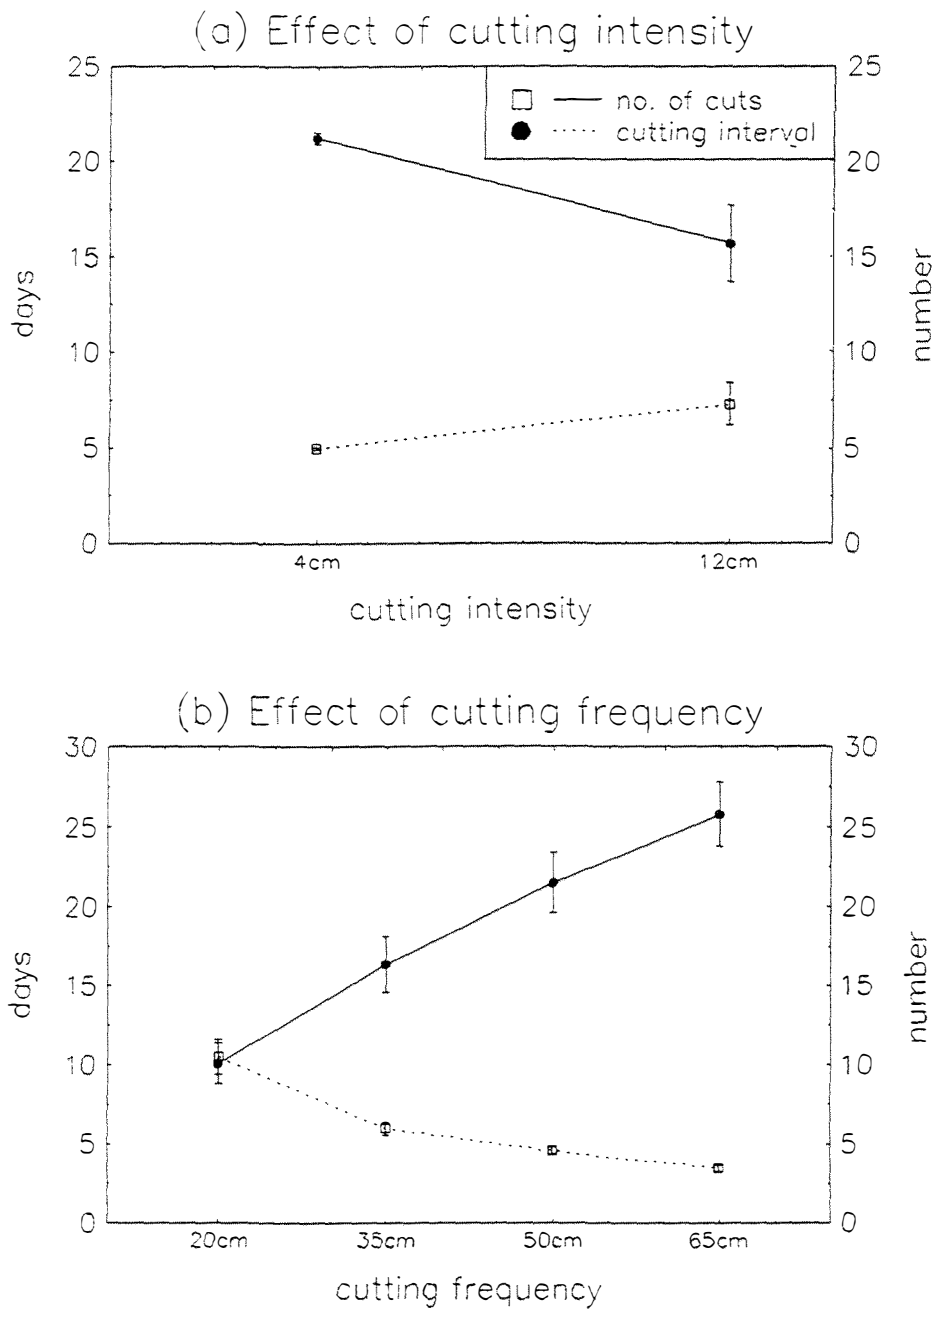 (a) Effect of cutting intensity
25
20
15
10
5
0
days
25
20
15
10
5
0
number
no. of cuts
cutting interval
4cm
12cm
cutting intensity
(b) Effect of cutting frequency
30
25
20
15
10
5
0
days
30
25
20
15
10
5
0
number
20cm
35cm
50cm
65cm
cutting frequency